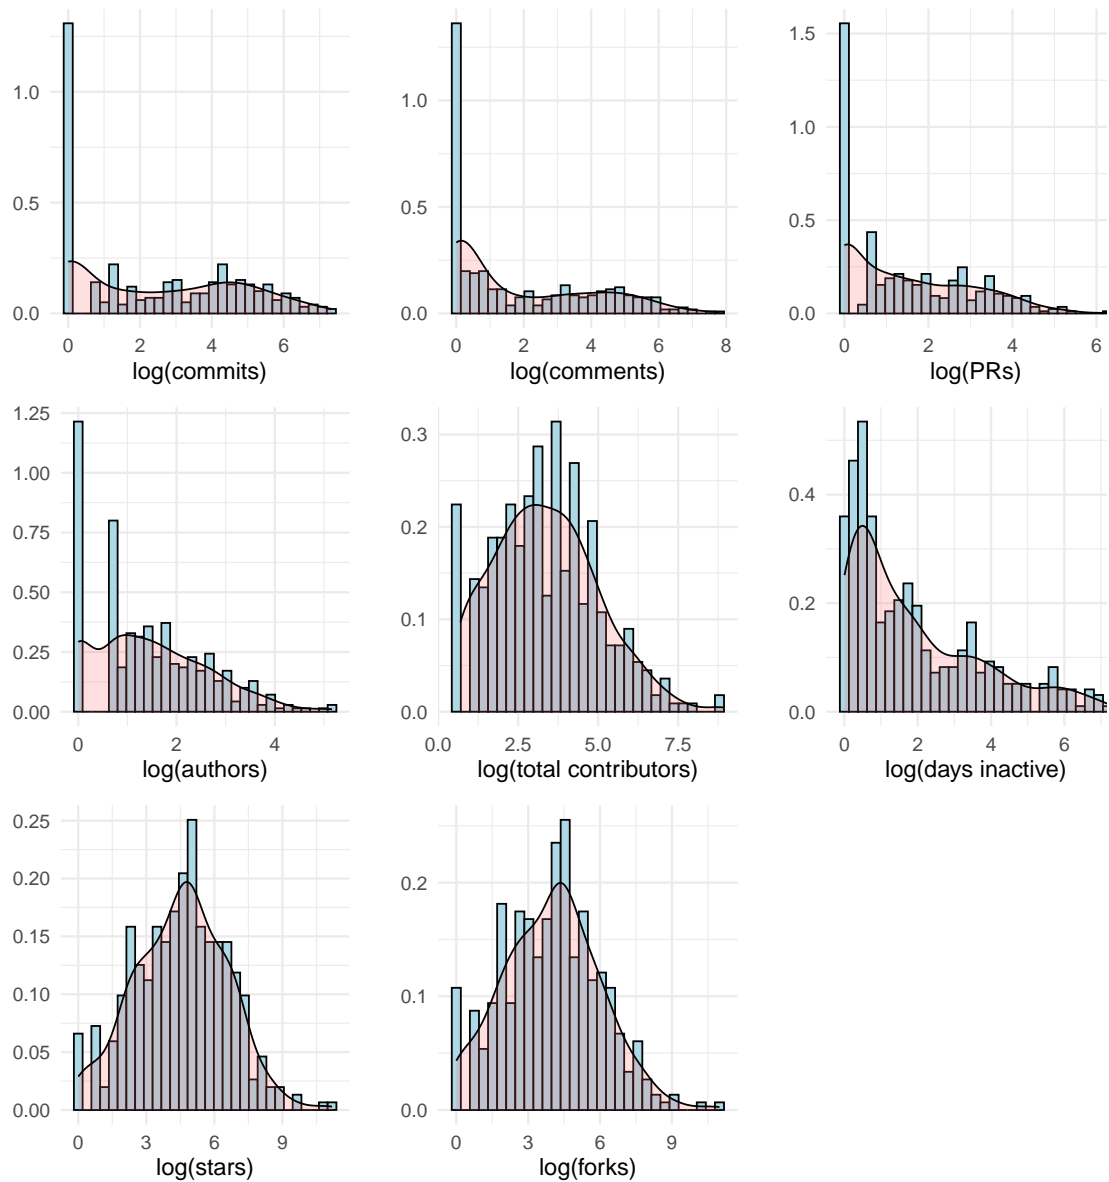 1.0
0.5
0.0
0 2 4 6
log(commits)
1.0
0.5
0.0
0 2 4 6 8
log(comments)
1.5
1.0
0.5
0.0
0 2 4 6
log(PRs)
1.25
1.00
0.75
0.50
0.25
0.00
0 2 4
log(authors)
0.3
0.2
0.1
0.0
0.0 2.5 5.0 7.5
log(total contributors)
0.4
0.2
0.0
0 2 4 6
log(days inactive)
0.25
0.20
0.15
0.10
0.05
0.00
0 3 6 9
log(stars)
0.2
0.1
0.0
0 3 6 9
log(forks)